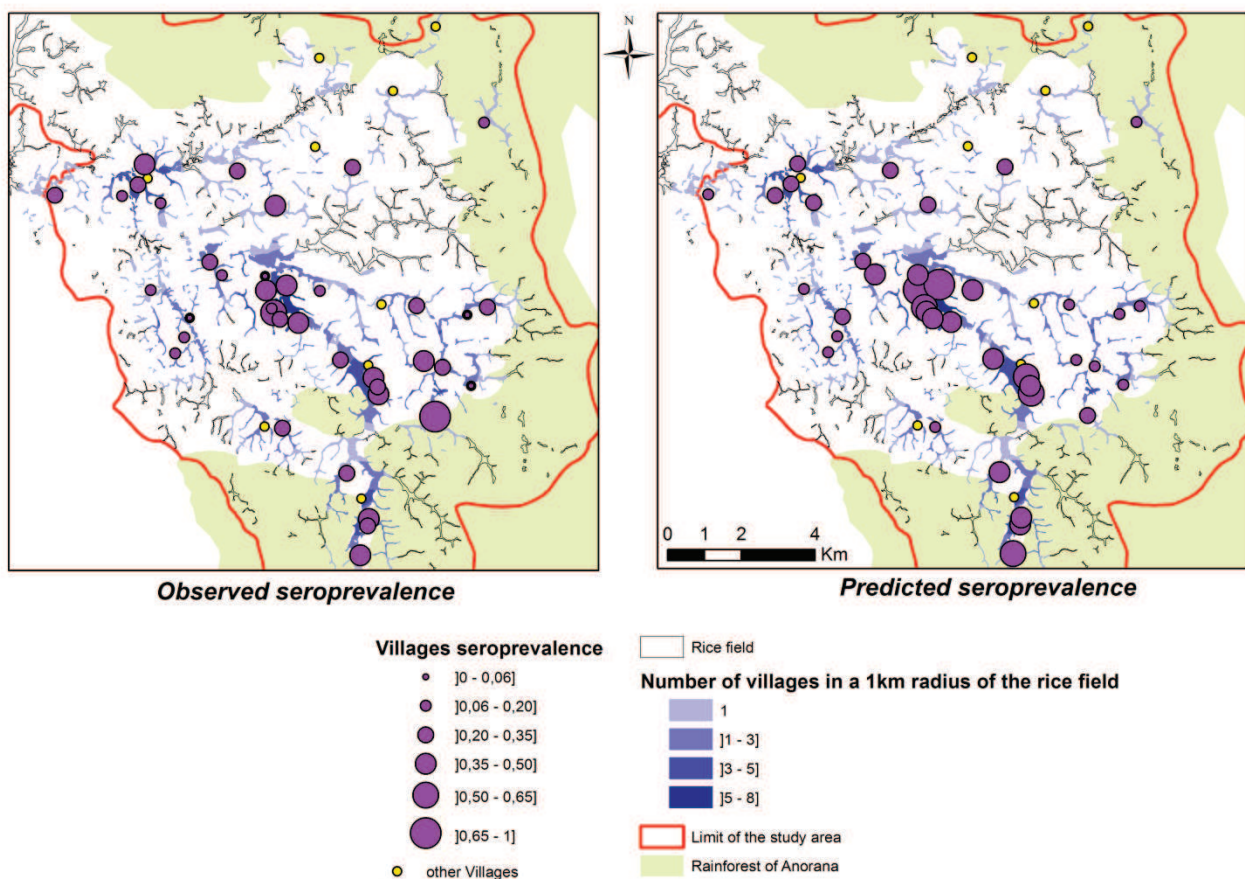 N
0 1 2 4
Km
Observed seroprevalence
Predicted seroprevalence
Villages seroprevalence
]0 - 0,06]
]0,06 - 0,20]
]0,20 - 0,35]
]0,35 - 0,50]
]0,50 - 0,65]
]0,65 - 1]
other Villages
Rice field
Number of villages in a 1km radius of the rice field
1
]1 - 3]
]3 - 5]
]5 - 8]
Limit of the study area
Rainforest of Anorana